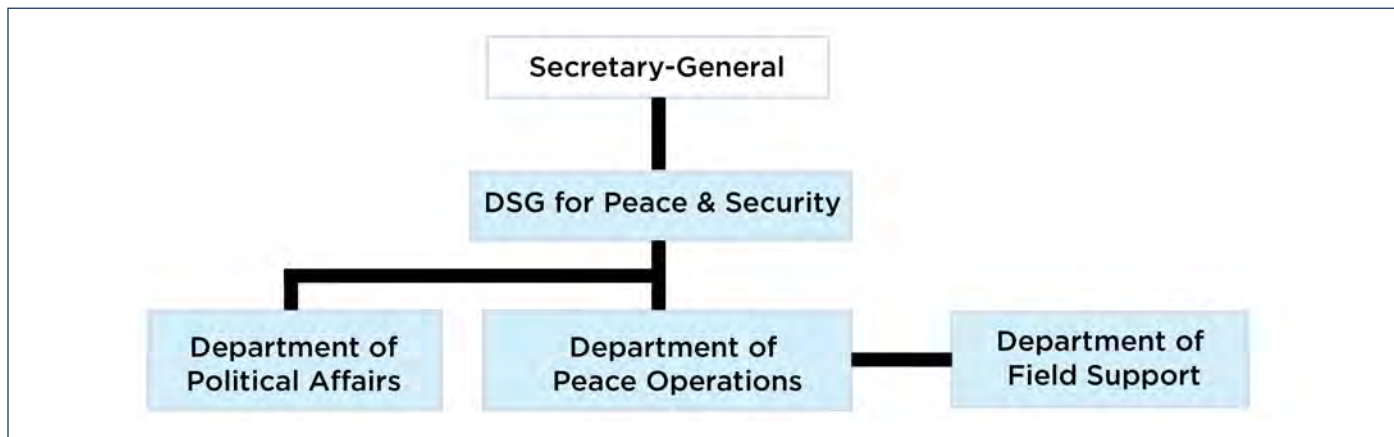 Secretary-General
DSG for Peace & Security
Department of
Political Affairs
Department of
Peace Operations
Department of
Field Support